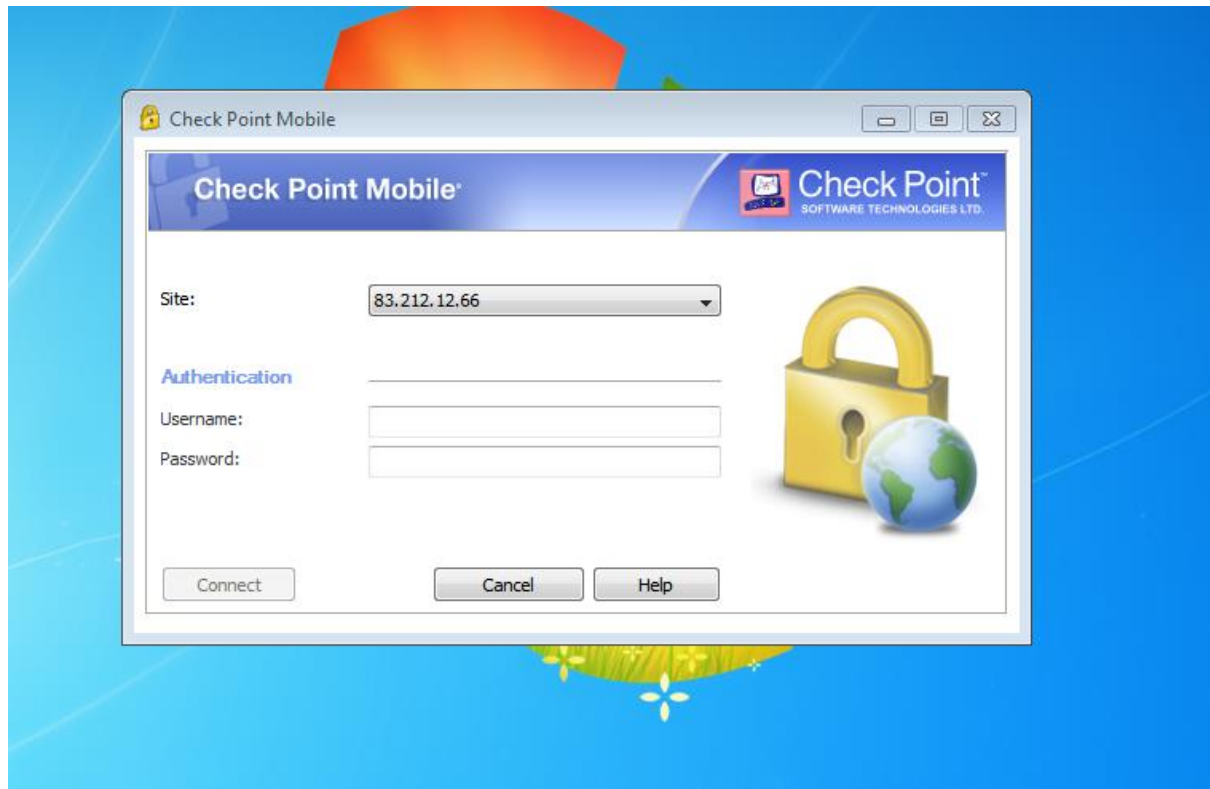 Check Point Mobile
Check Point Mobile
Check Point™
SOFTWARE TECHNOLOGIES LTD.
Site:
83.212.12.66
Authentication
Username:
Password:
Connect
Cancel
Help